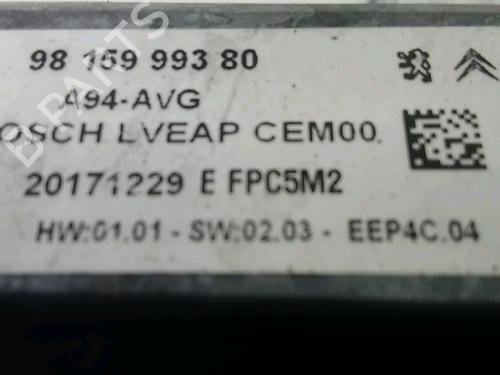 98 159 993 80
A94-AVG
OSCH LVEAP CEM00
20171229 E FPC5M2
HW:01.01 - SW:02.03 - EEP4C.04
B PARTS